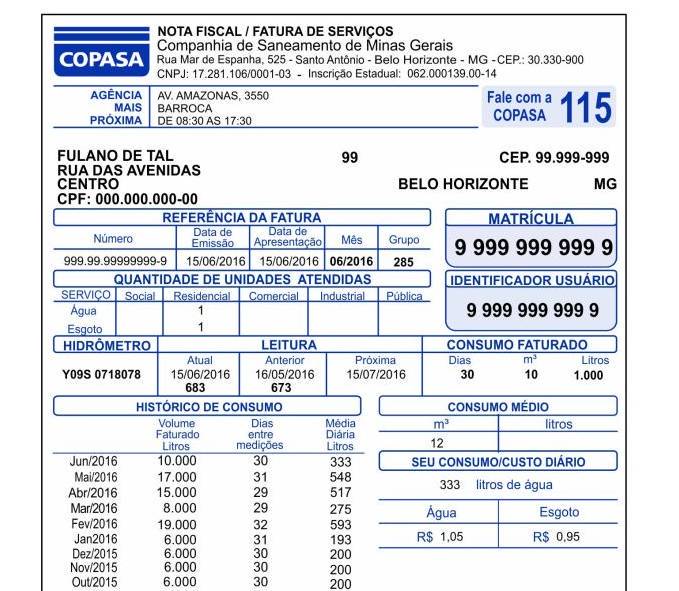 COPASA
NOTA FISCAL / FATURA DE SERVIÇOS
Companhia de Saneamento de Minas Gerais
Rua Mar de Espanha, 525 - Santo Antônio - Belo Horizonte - MG - CEP.: 30.330-900
CNPJ: 17.281.106/0001-03 - Inscrição Estadual: 062.000139.00-14
AGÊNCIA MAIS PRÓXIMA
AV. AMAZONAS, 3550
BARROCA
DE 08:30 AS 17:30
Fale com a COPASA 115
FULANO DE TAL 99 CEP. 99.999-999
RUA DAS AVENIDAS
CENTRO BELO HORIZONTE MG
CPF: 000.000.000-00
REFERÊNCIA DA FATURA
Número Data de Emissão Data de Apresentação Mês Grupo
999.99.99999999-9 15/06/2016 15/06/2016 06/2016 285
MATRÍCULA
9 999 999 999 9
QUANTIDADE DE UNIDADES ATENDIDAS
SERVIÇO Social Residencial Comercial Industrial Pública
Água 1
Esgoto 1
IDENTIFICADOR USUÁRIO
9 999 999 999 9
HIDRÔMETRO
Y09S 0718078
LEITURA
Atual Anterior Próxima
15/06/2016 16/05/2016 15/07/2016
683 673
CONSUMO FATURADO
Dias m³ Litros
30 10 1.000
HISTÓRICO DE CONSUMO
Volume Faturado Litros Dias entre medições Média Diária Litros
Jun/2016 10.000 30 333
Mai/2016 17.000 31 548
Abr/2016 15.000 29 517
Mar/2016 8.000 29 275
Fev/2016 19.000 32 593
Jan2016 6.000 31 193
Dez/2015 6.000 30 200
Nov/2015 6.000 30 200
Out/2015 6.000 30 200
CONSUMO MÉDIO
m³ litros
12
SEU CONSUMO/CUSTO DIÁRIO
333 litros de água
Água Esgoto
R$ 1,05 R$ 0,95